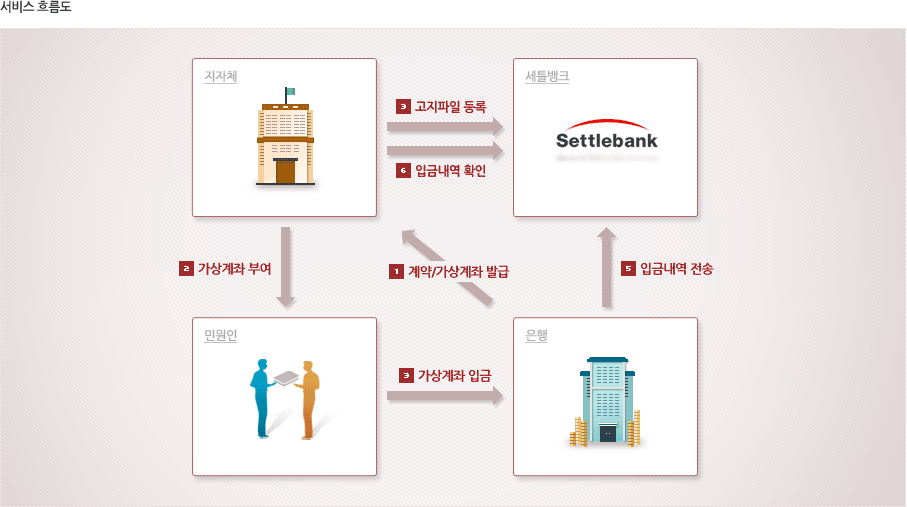 서비스 흐름도
지자체
세틀뱅크
3 고지파일 등록
Settlebank
6 입금내역 확인
2 가상계좌 부여
1 계약/가상계좌 발급
5 입금내역 전송
민원인
은행
3 가상계좌 입금